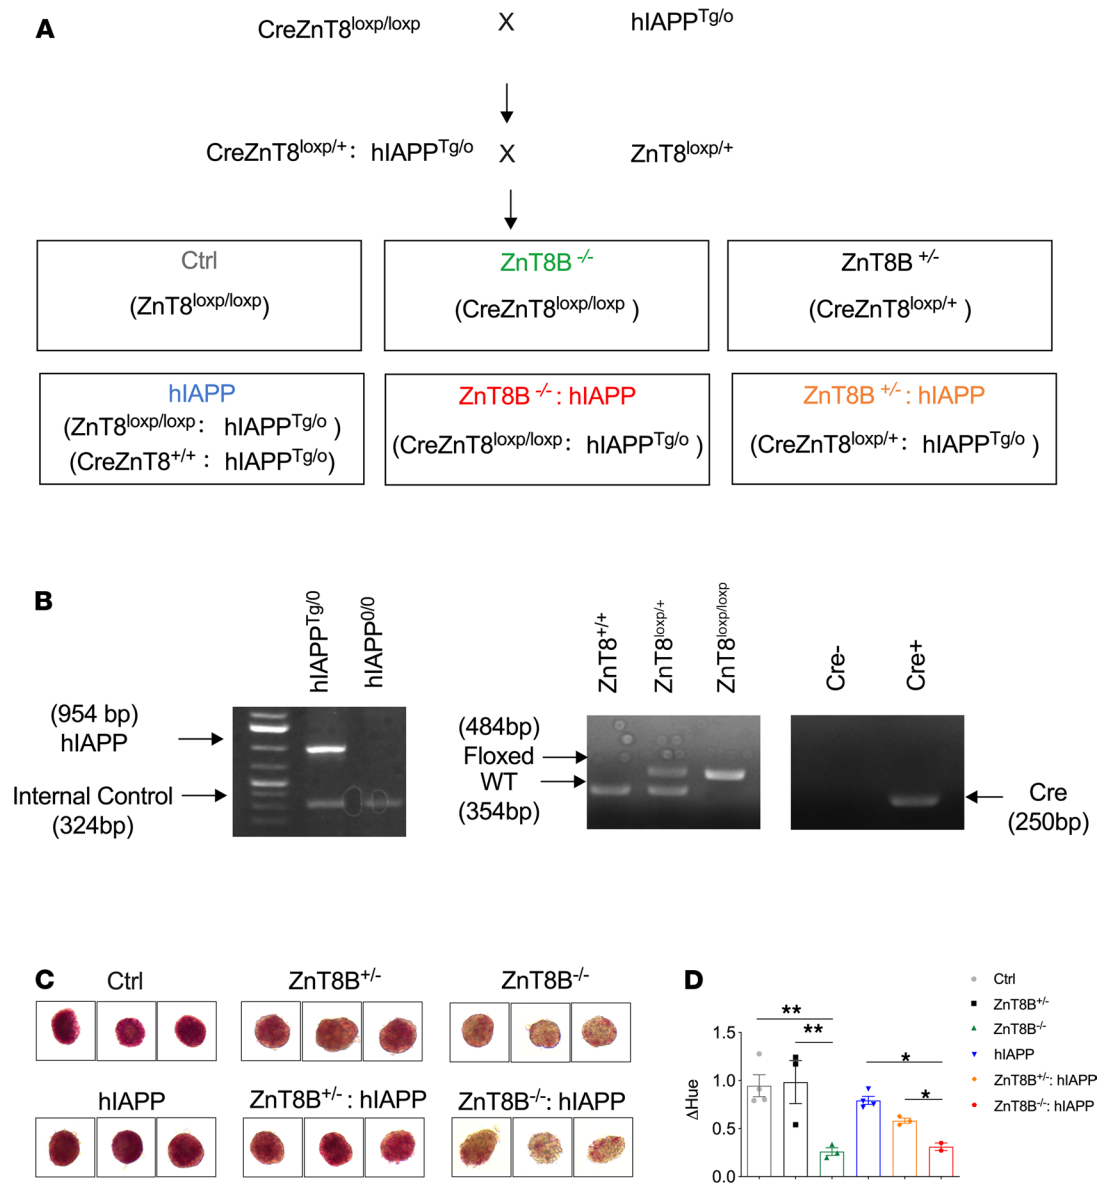 A
CreZnT8loxp/loxp X hIAPPTg/o
CreZnT8loxp/+: hIAPPTg/o X ZnT8loxp/+
Ctrl
(ZnT8loxp/loxp)
ZnT8B -/-
(CreZnT8loxp/loxp )
ZnT8B +/-
(CreZnT8loxp/+ )
hIAPP
(ZnT8loxp/loxp: hIAPPTg/o )
(CreZnT8+/+ : hIAPPTg/o)
ZnT8B -/- : hIAPP
(CreZnT8loxp/loxp: hIAPPTg/o )
ZnT8B +/- : hIAPP
(CreZnT8loxp/+: hIAPPTg/o )
B
hIAPPTg/0
hIAPP0/0
(954 bp)
hIAPP
Internal Control
(324bp)
ZnT8+/+
ZnT8loxp/+
ZnT8loxp/loxp
(484bp)
Floxed
WT
(354bp)
Cre-
Cre+
Cre
(250bp)
C
Ctrl
ZnT8B+/-
ZnT8B-/-
hIAPP
ZnT8B+/- : hIAPP
ZnT8B-/-: hIAPP
D
Ctrl
ZnT8B+/-
ZnT8B-/-
hIAPP
ZnT8B+/-: hIAPP
ZnT8B-/-: hIAPP
ΔHue
1.5
1.0
0.5
0.0
**
**
*
*